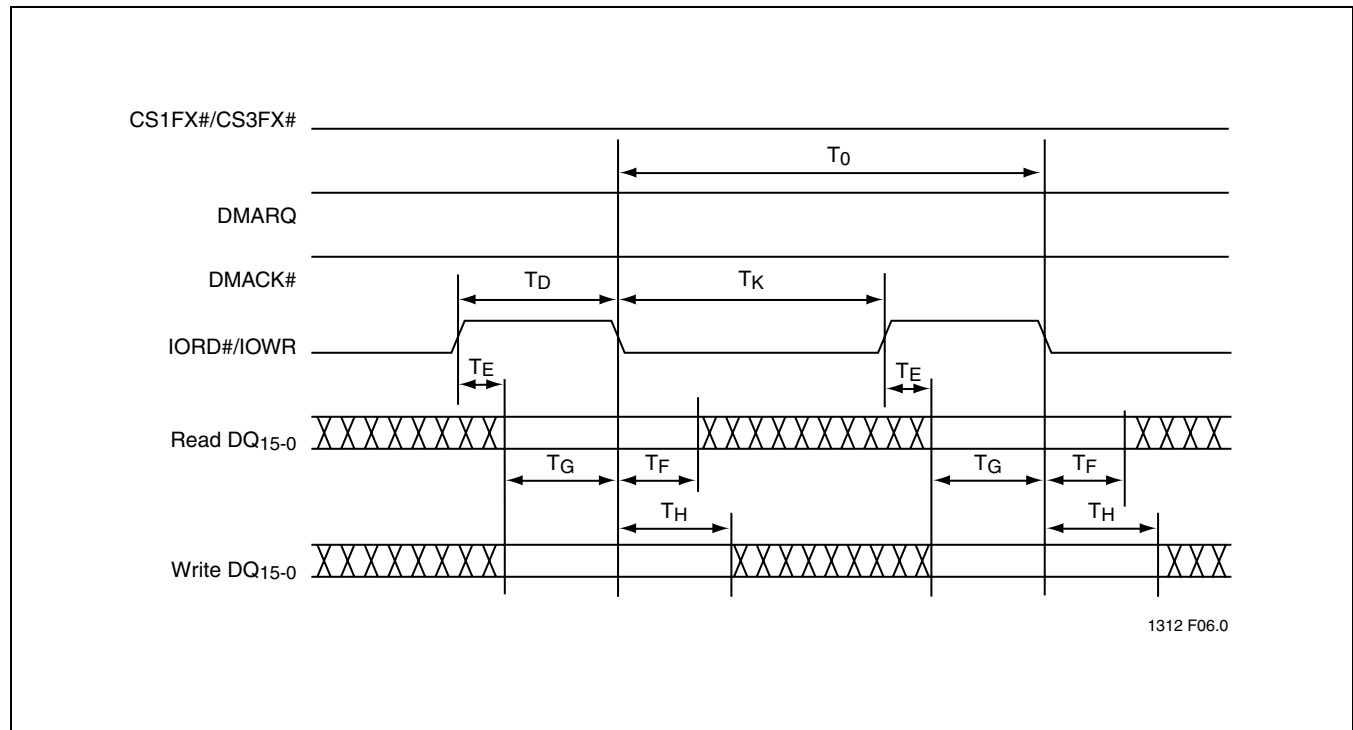 CS1FX#/CS3FX#
T0
DMARQ
DMACK#
TD
TK
IORD#/IOWR
TE
TE
Read DQ15-0
TG
TF
TG
TF
TH
TH
Write DQ15-0
1312 F06.0